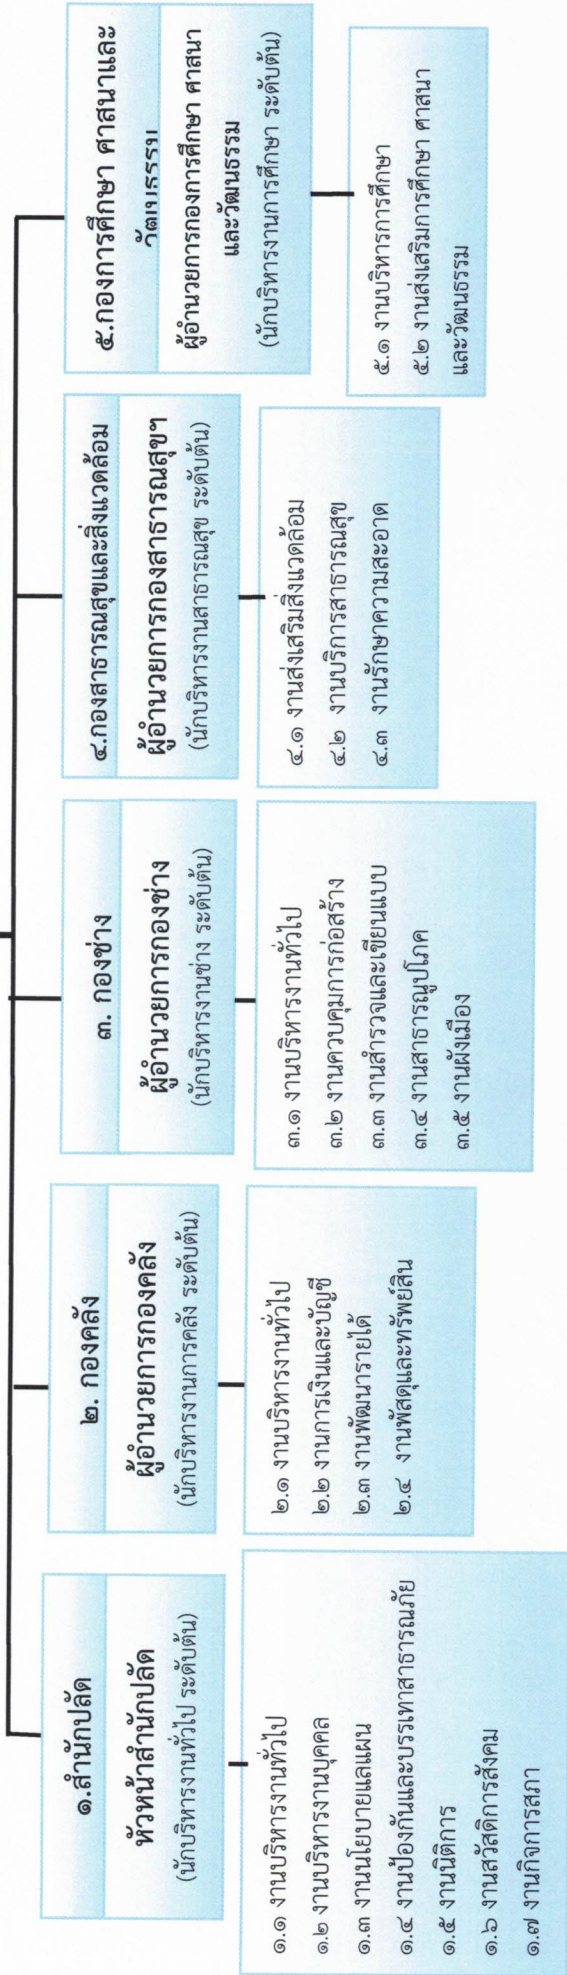 ๑.สำนักปลัด
หัวหน้าสำนักปลัด
(นักบริหารงานทั่วไป ระดับต้น)
๑.๑ งานบริหารงานทั่วไป
๑.๒ งานบริหารงานบุคคล
๑.๓ งานนโยบายแลแผน
๑.๔ งานป้องกันและบรรเทาสาธารณภัย
๑.๕ งานนิติการ
๑.๖ งานสวัสดิการสังคม
๑.๗ งานกิจการสภา
๒. กองคลัง
ผู้อำนวยการกองคลัง
(นักบริหารงานการคลัง ระดับต้น)
๒.๑ งานบริหารงานทั่วไป
๒.๒ งานการเงินและบัญชี
๒.๓ งานพัฒนารายได้
๒.๔ งานพัสดุและทรัพย์สิน
๓. กองช่าง
ผู้อำนวยการกองช่าง
(นักบริหารงานช่าง ระดับต้น)
๓.๑ งานบริหารงานทั่วไป
๓.๒ งานควบคุมการก่อสร้าง
๓.๓ งานสำรวจและเขียนแบบ
๓.๔ งานสาธารณูปโภค
๓.๕ งานผังเมือง
๔.กองสาธารณสุขและสิ่งแวดล้อม
ผู้อำนวยการกองสาธารณสุขฯ
(นักบริหารงานสาธารณสุข ระดับต้น)
๔.๑ งานส่งเสริมสิ่งแวดล้อม
๔.๒ งานบริการสาธารณสุข
๔.๓ งานรักษาความสะอาด
๕.กองการศึกษา ศาสนาและ
วัฒนธรรม
ผู้อำนวยการกองการศึกษา ศาสนา
และวัฒนธรรม
(นักบริหารงานการศึกษา ระดับต้น)
๕.๑ งานบริหารการศึกษา
๕.๒ งานส่งเสริมการศึกษา ศาสนา
และวัฒนธรรม